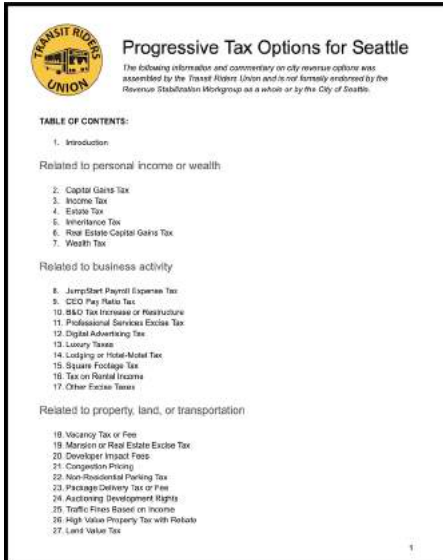 TRANSIT RIDERS
UNION
Progressive Tax Options for Seattle
The following information and commentary on city revenue options was
assembled by the Transit Riders Union and is not formally endorsed by the
Revenue Stabilization Workgroup as a whole or by the City of Seattle.
TABLE OF CONTENTS:
1. Introduction
Related to personal income or wealth
2. Capital Gains Tax
3. Income Tax
4. Estate Tax
5. Inheritance Tax
6. Real Estate Capital Gains Tax
7. Wealth Tax
Related to business activity
8. JumpStart Payroll Expense Tax
9. CEO Pay Ratio Tax
10. B&O Tax Increase or Restructure
11. Professional Services Excise Tax
12. Digital Advertising Tax
13. Luxury Taxes
14. Lodging or Hotel-Motel Tax
15. Square Footage Tax
16. Tax on Rental Income
17. Other Excise Taxes
Related to property, land, or transportation
18. Vacancy Tax or Fee
19. Mansion or Real Estate Excise Tax
20. Developer Impact Fees
21. Congestion Pricing
22. Non-Residential Parking Tax
23. Package Delivery Tax or Fee
24. Auctioning Development Rights
25. Traffic Fines Based on Income
26. High Value Property Tax with Rebate
27. Land Value Tax
1